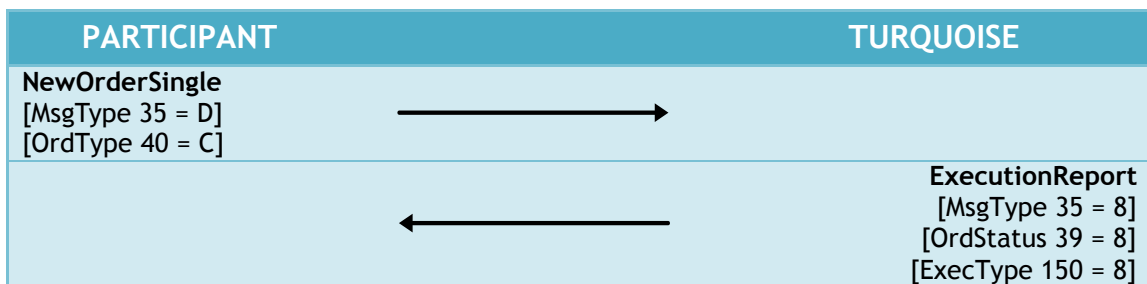 PARTICIPANT TURQUOISE
NewOrderSingle
[MsgType 35 = D]
[OrdType 40 = C]
ExecutionReport
[MsgType 35 = 8]
[OrdStatus 39 = 8]
[ExecType 150 = 8]